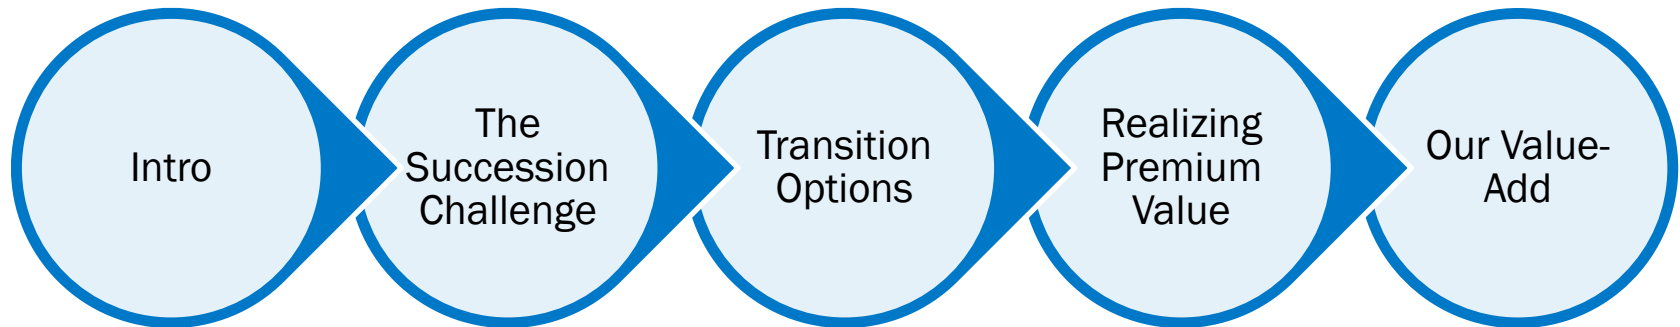 Intro
The
Succession
Challenge
Transition
Options
Realizing
Premium
Value
Our Value-
Add